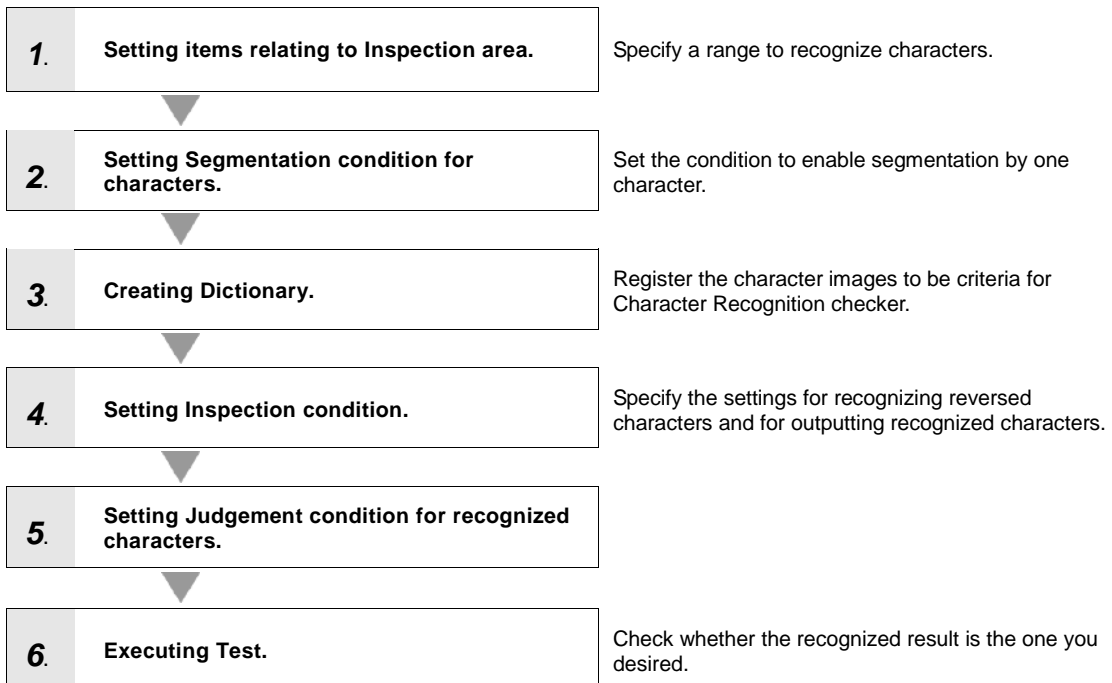 1. Setting items relating to Inspection area. Specify a range to recognize characters.
2. Setting Segmentation condition for
characters.
Set the condition to enable segmentation by one
character.
3. Creating Dictionary.
Register the character images to be criteria for
Character Recognition checker.
4. Setting Inspection condition.
Specify the settings for recognizing reversed
characters and for outputting recognized characters.
5. Setting Judgement condition for recognized
characters.
6. Executing Test.
Check whether the recognized result is the one you
desired.